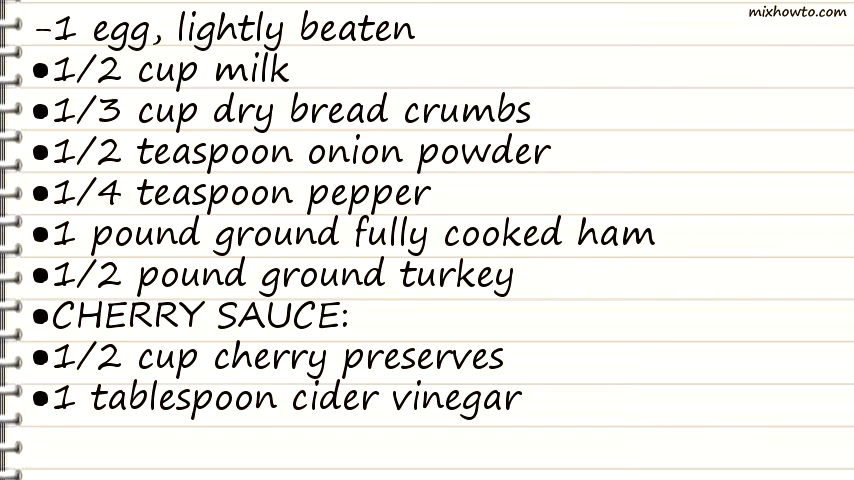 mixhowto.com
-1 egg, lightly beaten
•1/2 cup milk
•1/3 cup dry bread crumbs
•1/2 teaspoon onion powder
•1/4 teaspoon pepper
•1 pound ground fully cooked ham
•1/2 pound ground turkey
•CHERRY SAUCE:
•1/2 cup cherry preserves
•1 tablespoon cider vinegar